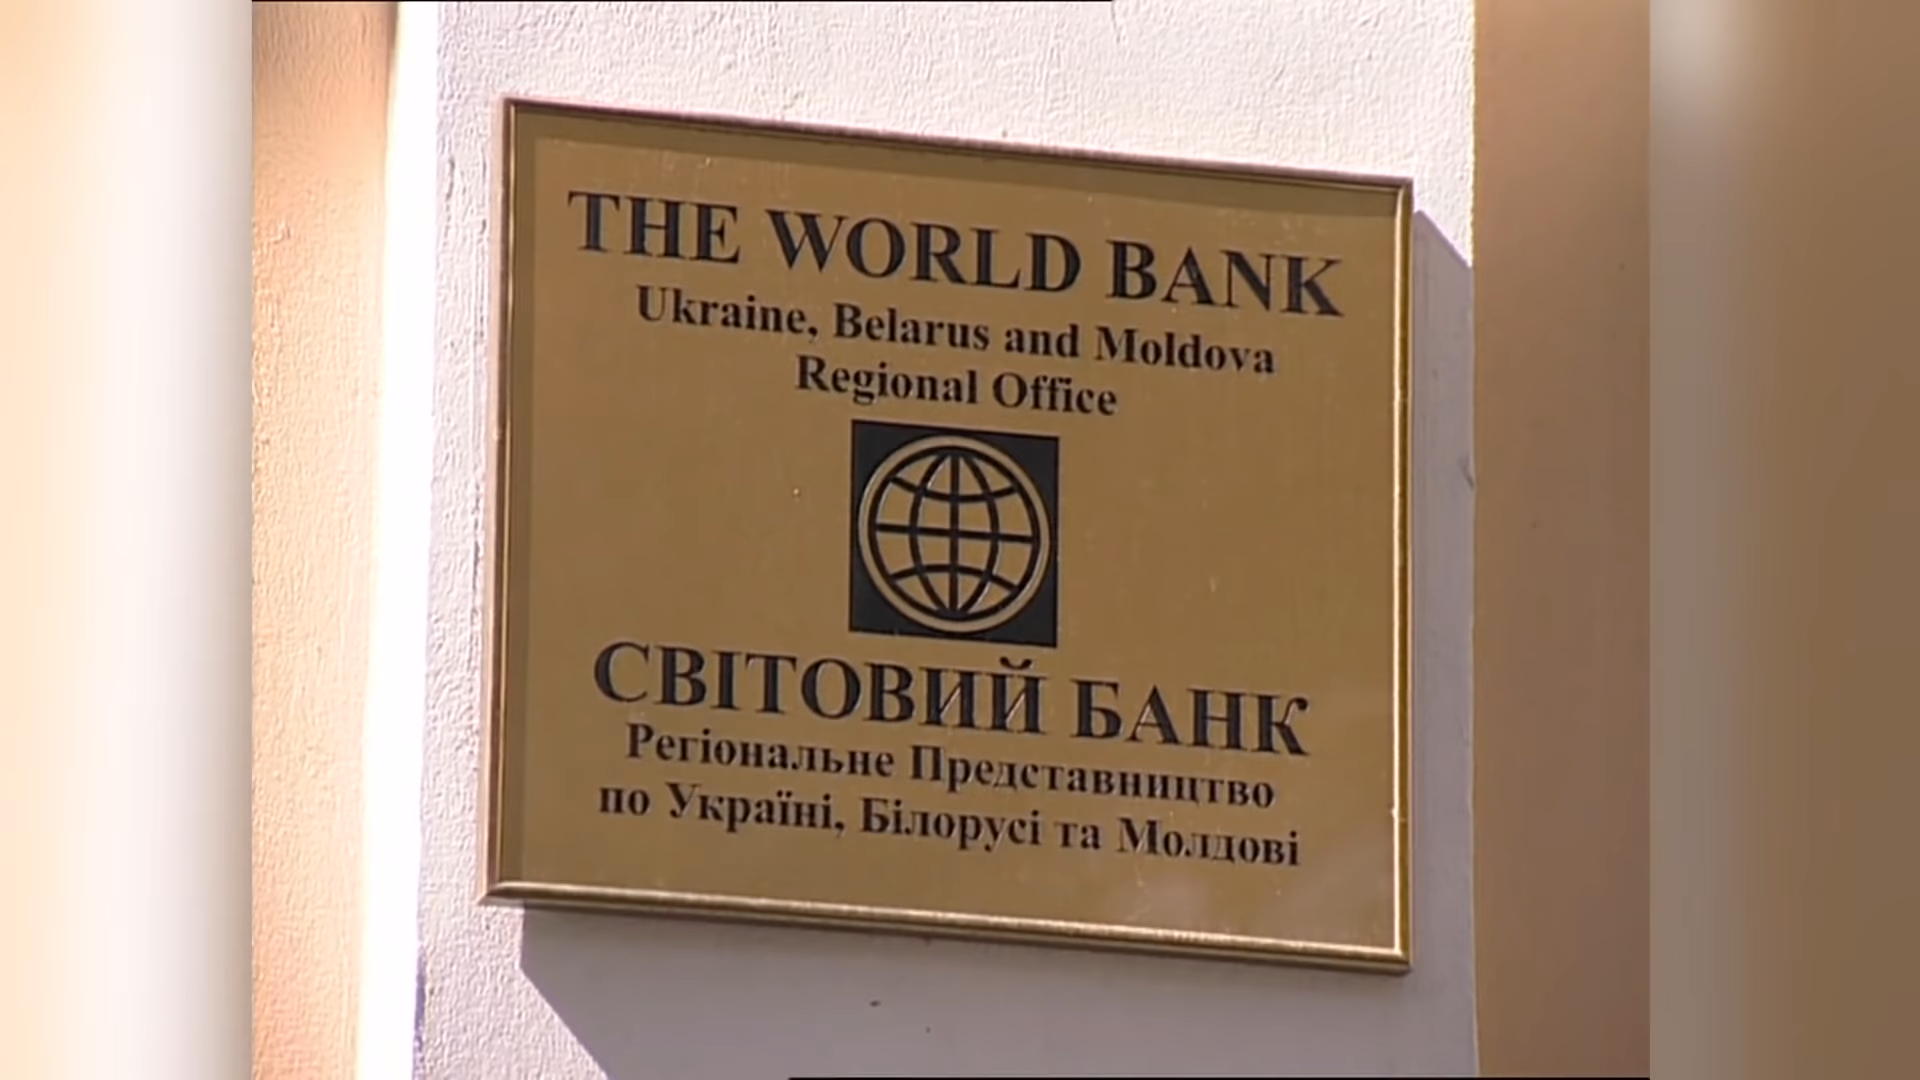 THE WORLD BANK
Ukraine, Belarus and Moldova
Regional Office
СВІТОВИЙ БАНК
Регіональне Представництво
по Україні, Білорусі та Молдові